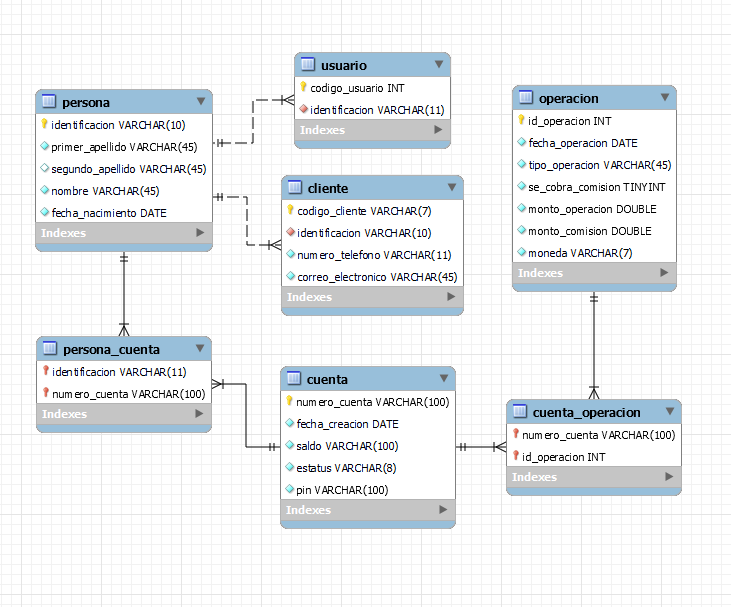 persona
identificacion VARCHAR(10)
primer_apellido VARCHAR(45)
segundo_apellido VARCHAR(45)
nombre VARCHAR(45)
fecha_nacimiento DATE
Indexes
usuario
codigo_usuario INT
identificacion VARCHAR(11)
Indexes
cliente
codigo_cliente VARCHAR(7)
identificacion VARCHAR(10)
numero_telefono VARCHAR(11)
correo_electronico VARCHAR(45)
Indexes
operacion
id_operacion INT
fecha_operacion DATE
tipo_operacion VARCHAR(45)
se_cobra_comision TINYINT
monto_operacion DOUBLE
monto_comision DOUBLE
moneda VARCHAR(7)
Indexes
persona_cuenta
identificacion VARCHAR(11)
numero_cuenta VARCHAR(100)
Indexes
cuenta
numero_cuenta VARCHAR(100)
fecha_creacion DATE
saldo VARCHAR(100)
estatus VARCHAR(8)
pin VARCHAR(100)
Indexes
cuenta_operacion
numero_cuenta VARCHAR(100)
id_operacion INT
Indexes